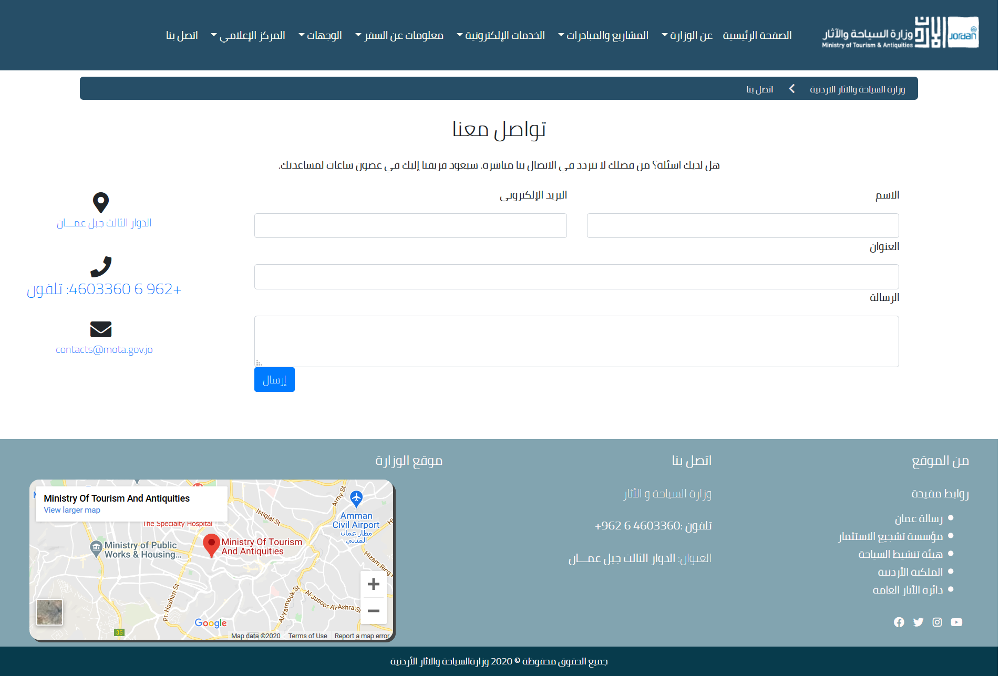 وزارة السياحة والآثار
Ministry of Tourism & Antiquities
الاردن
Jordan
الصفحة الرئيسية
عن الوزارة
المشاريع والمبادرات
الخدمات الإلكترونية
معلومات عن السفر
الوجهات
المركز الإعلامي
اتصل بنا
وزارة السياحة والاثار الاردنية
اتصل بنا
تواصل معنا
هل لديك اسئلة؟ من فضلك لا تتردد في الاتصال بنا مباشرة. سيعود فريقنا إليك في غضون ساعات لمساعدتك.
الاسم
البريد الإلكتروني
العنوان
الرسالة
إرسال
الدوار الثالث جبل عمـــان
+962 6 4603360: تلفون
contacts@mota.gov.jo
من الموقع
روابط مفيدة
رسالة عمان
مؤسسة تشجيع الاستثمار
هيئة تنشيط السياحة
الملكية الأردنية
دائرة الأثار العامة
اتصل بنا
وزارة السياحة و الأثار
تلفون :4603360 6 962+
العنوان: الدوار الثالث جبل عمـــان
موقع الوزارة
Ministry Of Tourism And Antiquities
View larger map
The Specialty Hospital
Istiqlal St
Army St
Amman
Civil Airport
مطار عمان
المدني
Ministry of Public
Works & Housing...
Ministry Of Tourism
And Antiquities
Hizam Ring
Pr. Hashim St
Al-Yarmouk St.
Al-Jusoor Al-Ashra St
35
Google
Map data ©2020
Terms of Use
Report a map error
جميع الحقوق محفوظة © 2020 وزارةالسياحة والاثار الأردنية